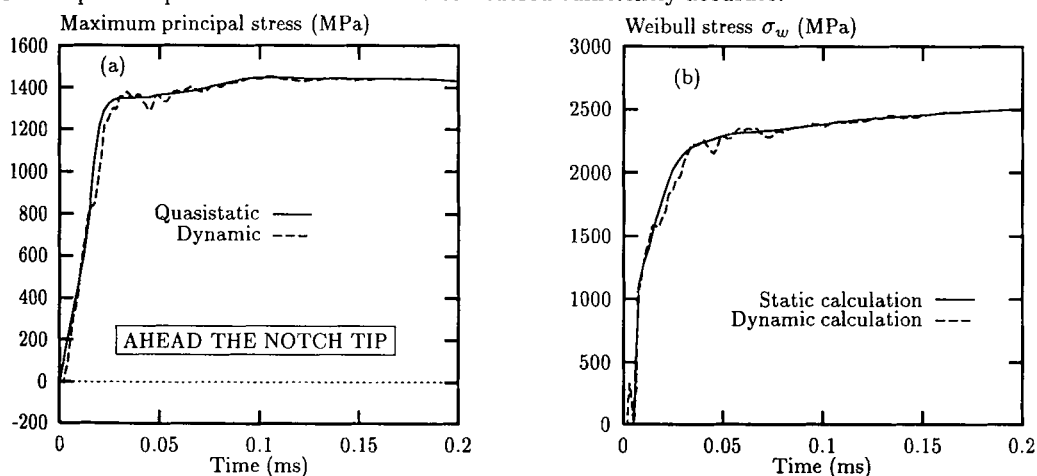 Maximum principal stress (MPa)
1600
1400
1200
1000
800
600
400
200
0
-200
(a)
Quasistatic
Dynamic
AHEAD THE NOTCH TIP
0
0.05
0.1
0.15
0.2
Time (ms)
Weibull stress σw (MPa)
3000
2500
2000
1500
1000
500
0
(b)
Static calculation
Dynamic calculation
0
0.05
0.1
0.15
0.2
Time (ms)